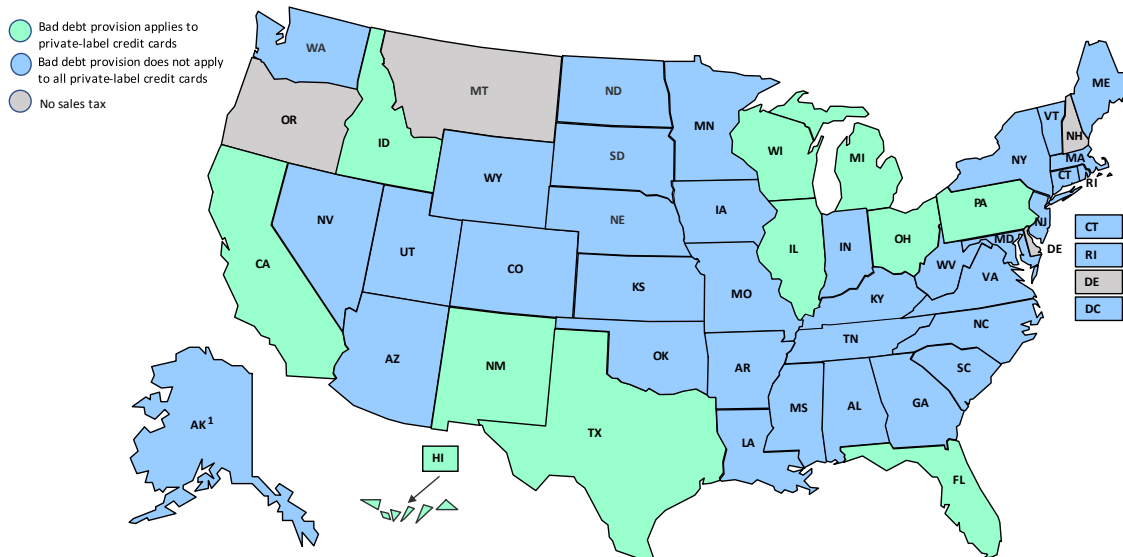 Bad debt provision applies to
private-label credit cards
Bad debt provision does not apply
to all private-label credit cards
No sales tax
WA
MT
ND
MN
ME
VT
NH
OR
ID
SD
WI
MI
NY
MA
CT
RI
WY
NE
IA
PA
NJ
NV
UT
CO
IL
IN
OH
MD
DE
CT
RI
DE
DC
CA
KS
MO
WV
VA
KY
NC
AZ
NM
OK
AR
TN
SC
MS
AL
GA
TX
LA
AK¹
HI
FL